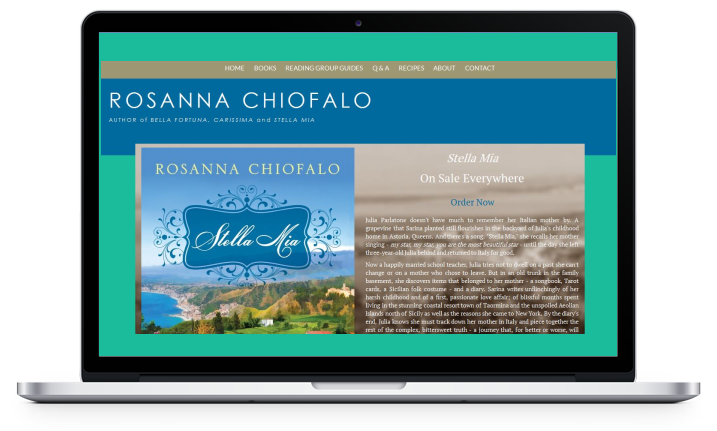 HOME BOOKS READING GROUP GUIDES Q & A RECIPES ABOUT CONTACT
ROSANNA CHIOFALO
AUTHOR of BELLA FORTUNA, CARISSIMA and STELLA MIA
ROSANNA CHIOFALO
Stella Mia
Stella Mia
On Sale Everywhere
Order Now
Julia Parlatone doesn't have much to remember her Italian mother by. A
grapevine that Sarina planted still flourishes in the backyard of Julia's childhood
home in Astoria, Queens. And there's a song, "Stella Mia," she recalls her mother
singing - my star, my star, you are the most beautiful star - until the day she left
three-year-old Julia behind and returned to Italy for good.
Now a happily married school teacher, Julia tries not to dwell on a past she can't
change or on a mother who chose to leave. But in an old trunk in the family
basement, she discovers items that belonged to her mother - a songbook, Tarot
cards, a Sicilian folk costume - and a diary. Sarina writes unflinchingly of her
harsh childhood and of a first, passionate love affair; of blissful months spent
living in the stunning coastal resort town of Taormina and the unspoiled Aeolian
Islands north of Sicily as well as the reasons she came to New York. By the diary's
end, Julia knows she must track down her mother in Italy and piece together the
rest of the complex, bittersweet truth - a journey that, for better or worse, will